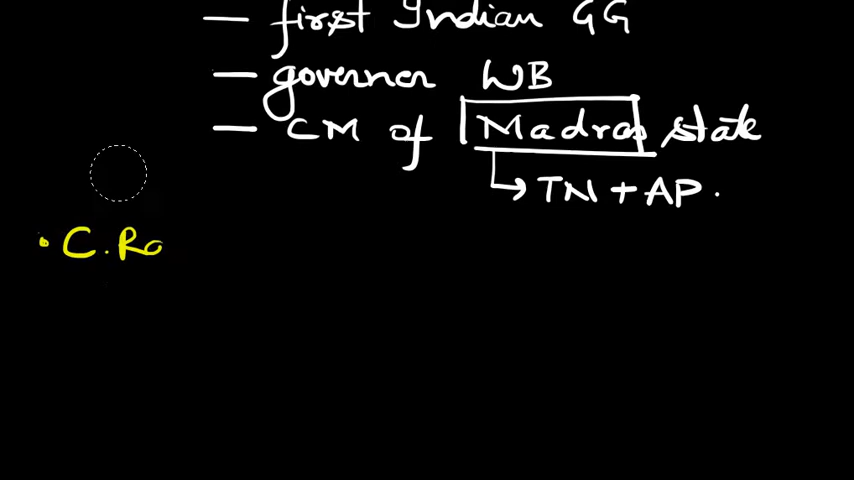 — first Indian GG
— governer WB
— CM of Madras state
→ TN + AP.
• C. Ra